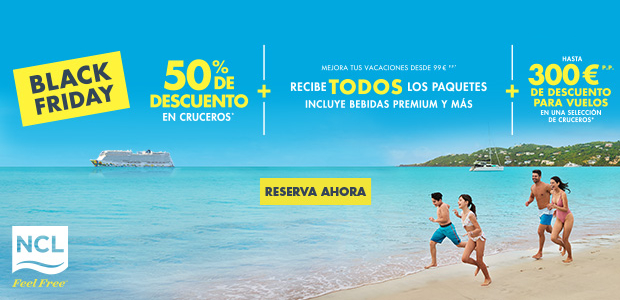 BLACK
FRIDAY
50% DE
DESCUENTO
EN CRUCEROS*
+
MEJORA TUS VACACIONES DESDE 99€ P.P.*
RECIBE TODOS LOS PAQUETES
INCLUYE BEBIDAS PREMIUM Y MÁS
+
HASTA
300€ P.P.
DE DESCUENTO
PARA VUELOS
EN UNA SELECCIÓN
DE CRUCEROS*
RESERVA AHORA
NCL
Feel Free®